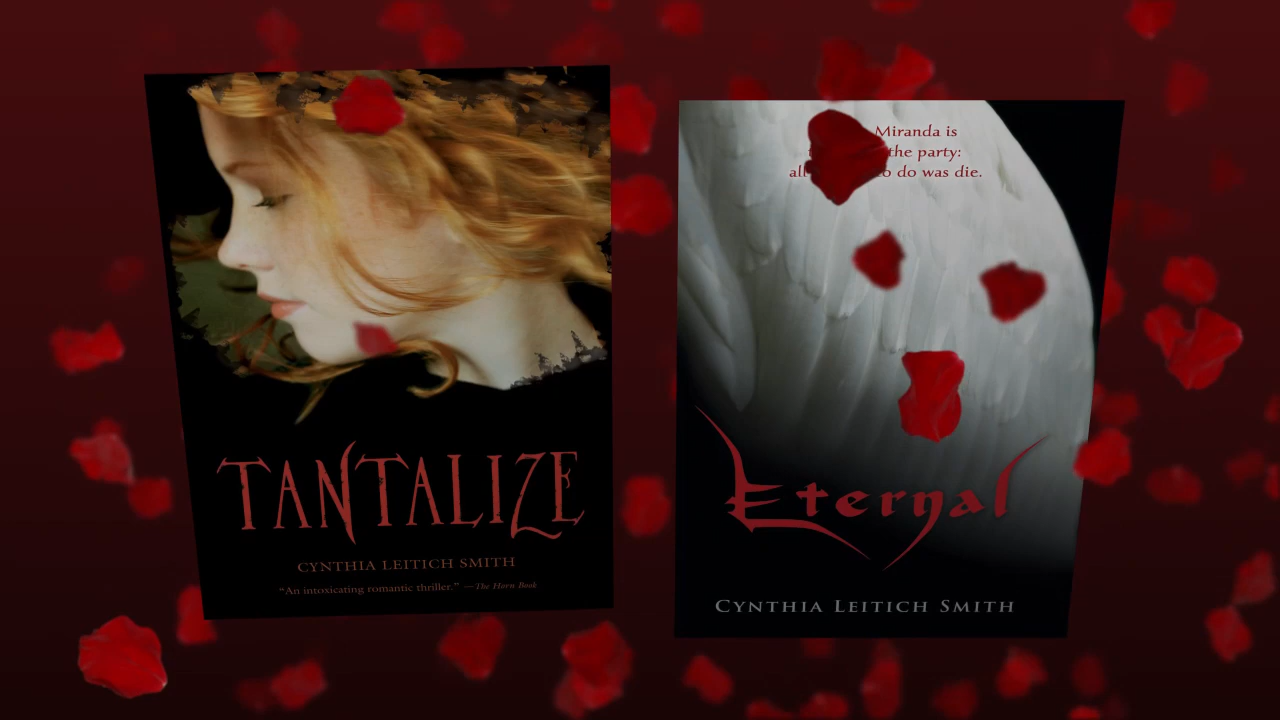 TANTALIZE
CYNTHIA LEITICH SMITH
“An intoxicating romantic thriller.” —The Horn Book
Miranda is
the party:
to do was die.
Eternal
CYNTHIA LEITICH SMITH